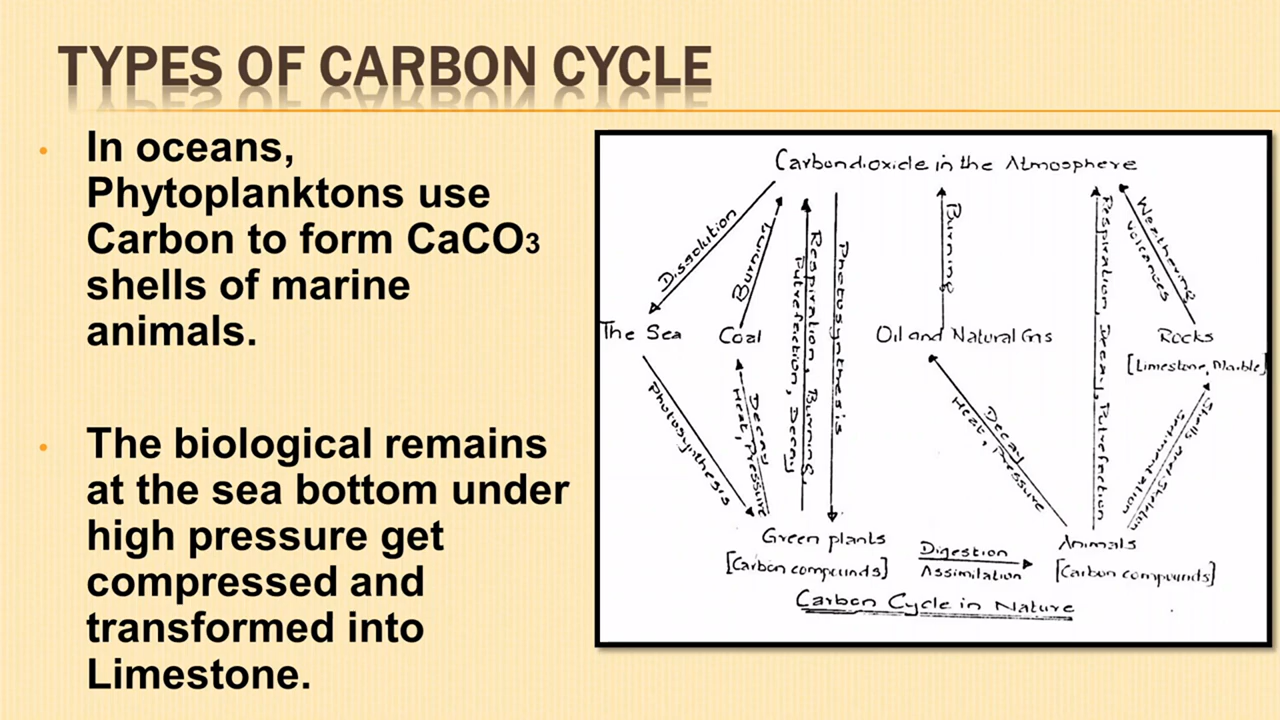 TYPES OF CARBON CYCLE
• In oceans,
Phytoplanktons use
Carbon to form CaCO₃
shells of marine
animals.
• The biological remains
at the sea bottom under
high pressure get
compressed and
transformed into
Limestone.
Carbondioxide in the Atmosphere
Dissolution
Burning
Respiration, Burning,
Putrefaction, Decay
Photosynthesis
Burning
Respiration, Decay, Putrefaction
Weathering
Volcances
The Sea
Coal
Oil and Natural Gas
Rocks
[Limestone, Marble]
Photosynthesis
Decay
Heat, Pressure
Decay
Heat, Pressure
Shells and Skeleton
Green plants
[Carbon compounds]
Digestion
Assimilation
Animals
[Carbon compounds]
Carbon Cycle in Nature